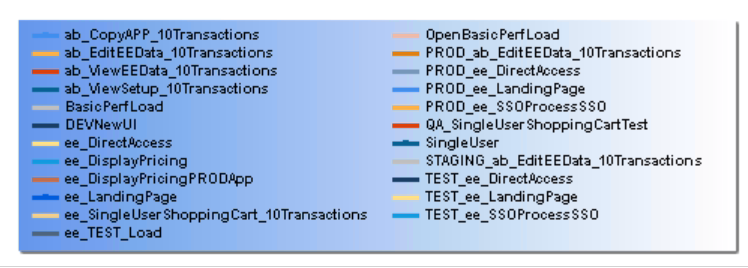 ab_CopyAPP_10Transactions
ab_EditEEData_10Transactions
ab_ViewEEData_10Transactions
ab_ViewSetup_10Transactions
BasicPerfLoad
DEVNewUI
ee_DirectAccess
ee_DisplayPricing
ee_DisplayPricingPRODApp
ee_LandingPage
ee_SingleUserShoppingCart_10Transactions
ee_TEST_Load
OpenBasicPerfLoad
PROD_ab_EditEEData_10Transactions
PROD_ee_DirectAccess
PROD_ee_LandingPage
PROD_ee_SSOProcessSSO
QA_SingleUserShoppingCartTest
SingleUser
STAGING_ab_EditEEData_10Transactions
TEST_ee_DirectAccess
TEST_ee_LandingPage
TEST_ee_SSOProcessSSO